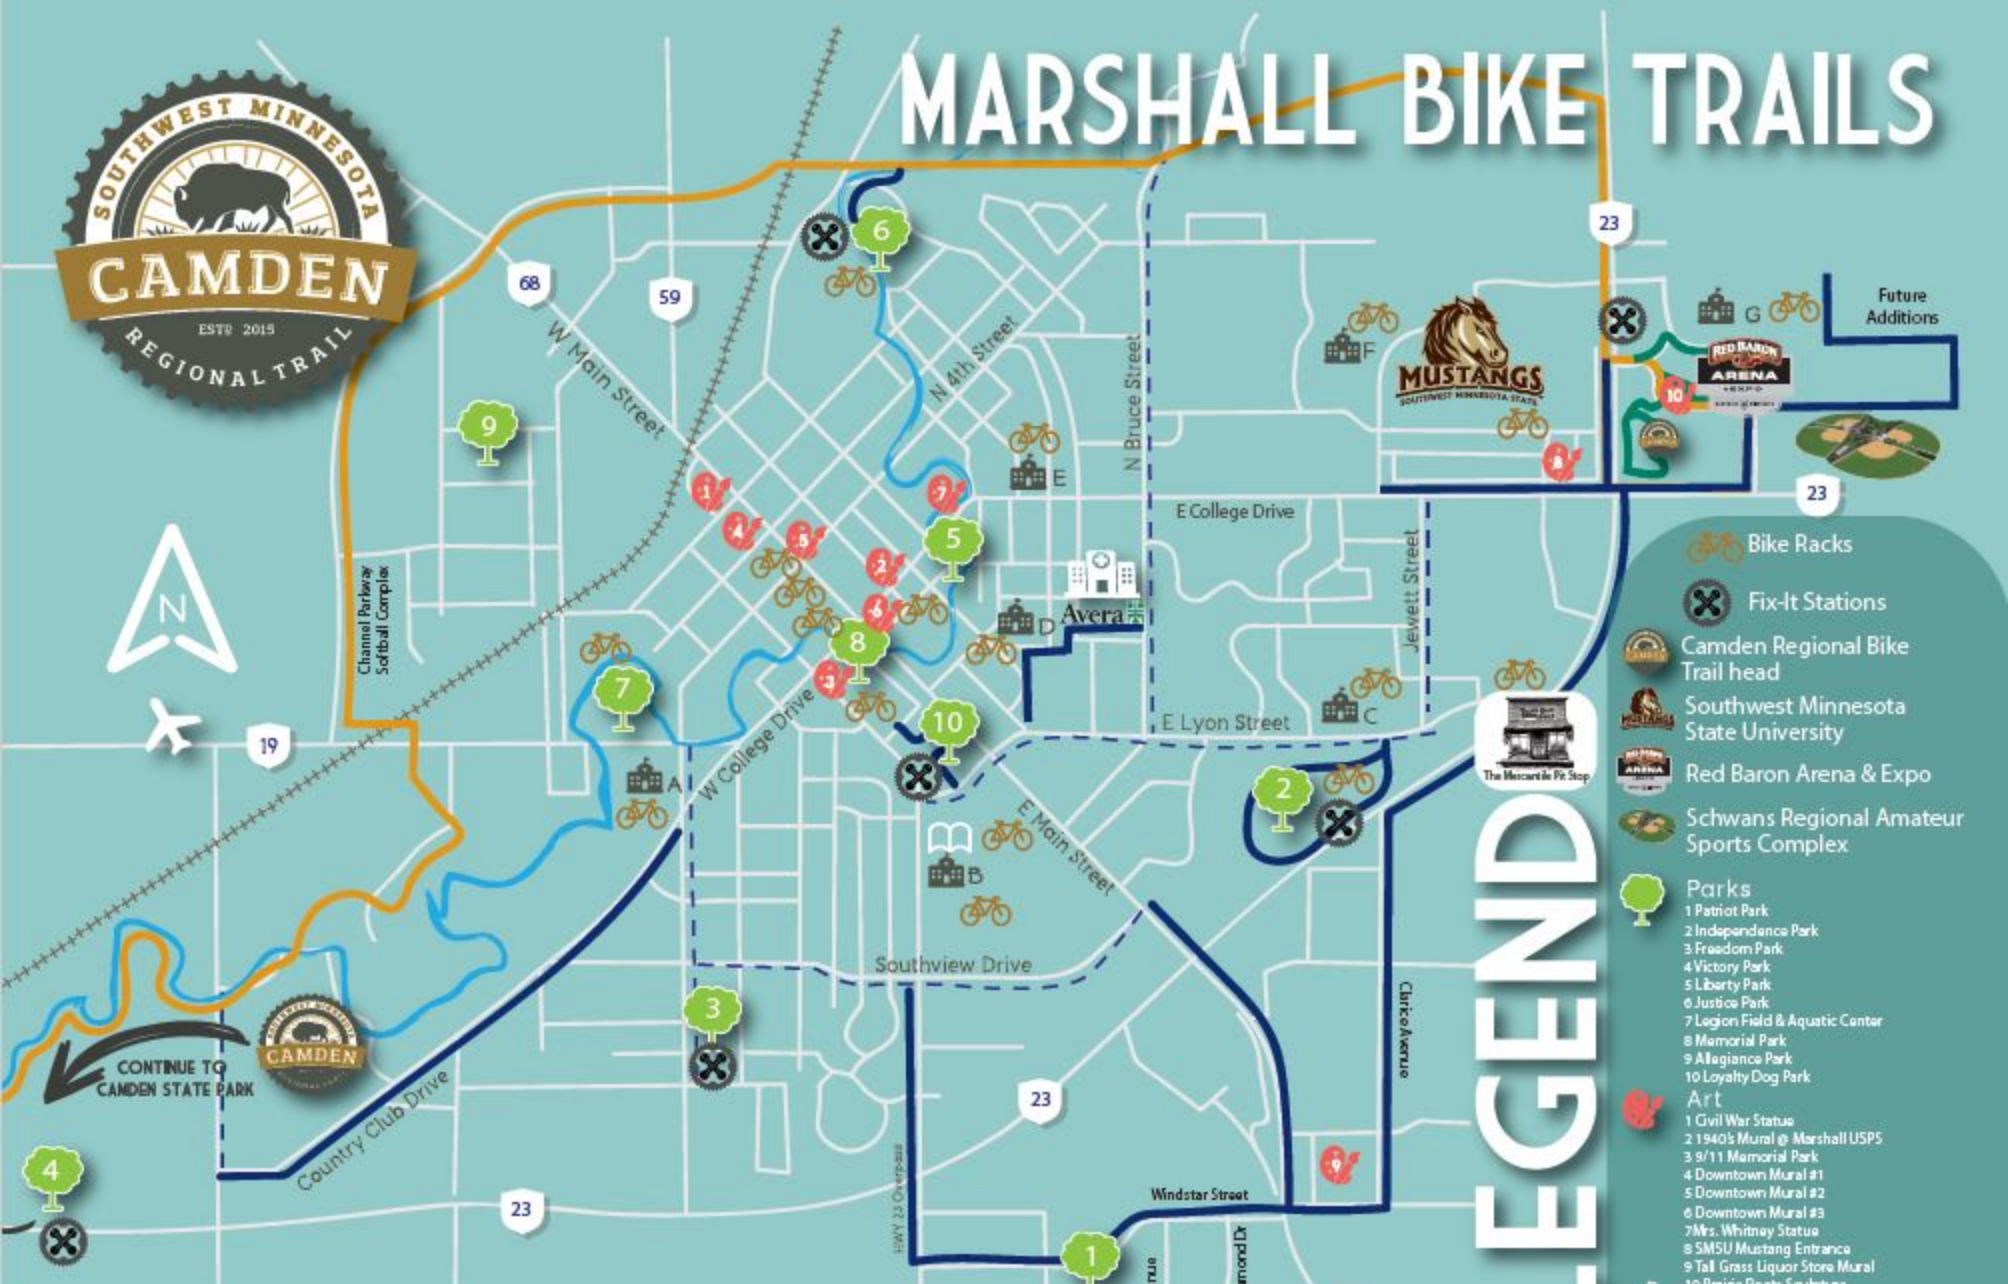 MARSHALL BIKE TRAILS
SOUTHWEST MINNESOTA
CAMDEN
ESTD 2015
REGIONAL TRAIL
68
59
23
6
W Main Street
N 4th Street
N Bruce Street
F
MUSTANGS
SOUTHWEST MINNESOTA STATE
G
Future
Additions
RED BARON
ARENA
EXPO
10
9
E
1
7
8
23
E College Drive
4
5
5
2
N
Channel Parkway
Softball Complex
Jewett Street
6
D
Avera
8
7
3
10
W College Drive
E Lyon Street
C
19
A
2
The Mercantile Pit Stop
E Main Street
B
Southview Drive
3
Clarice Avenue
CAMDEN
CONTINUE TO
CAMDEN STATE PARK
Country Club Drive
23
4
23
HWY 23 Overpass
Windstar Street
9
1
nue
mond Dr
LEGEND
Bike Racks
Fix-It Stations
Camden Regional Bike
Trail head
Southwest Minnesota
State University
Red Baron Arena & Expo
Schwans Regional Amateur
Sports Complex
Parks
1 Patriot Park
2 Independence Park
3 Freedom Park
4 Victory Park
5 Liberty Park
6 Justice Park
7 Legion Field & Aquatic Center
8 Memorial Park
9 Allegiance Park
10 Loyalty Dog Park
Art
1 Civil War Statue
2 1940's Mural @ Marshall USPS
3 9/11 Memorial Park
4 Downtown Mural #1
5 Downtown Mural #2
6 Downtown Mural #3
7 Mrs. Whitney Statue
8 SMSU Mustang Entrance
9 Tall Grass Liquor Store Mural